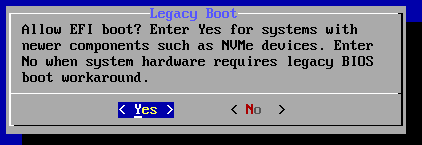 Legacy Boot
Allow EFI boot? Enter Yes for systems with
newer components such as NVMe devices. Enter
No when system hardware requires legacy BIOS
boot workaround.
< Yes > < No >